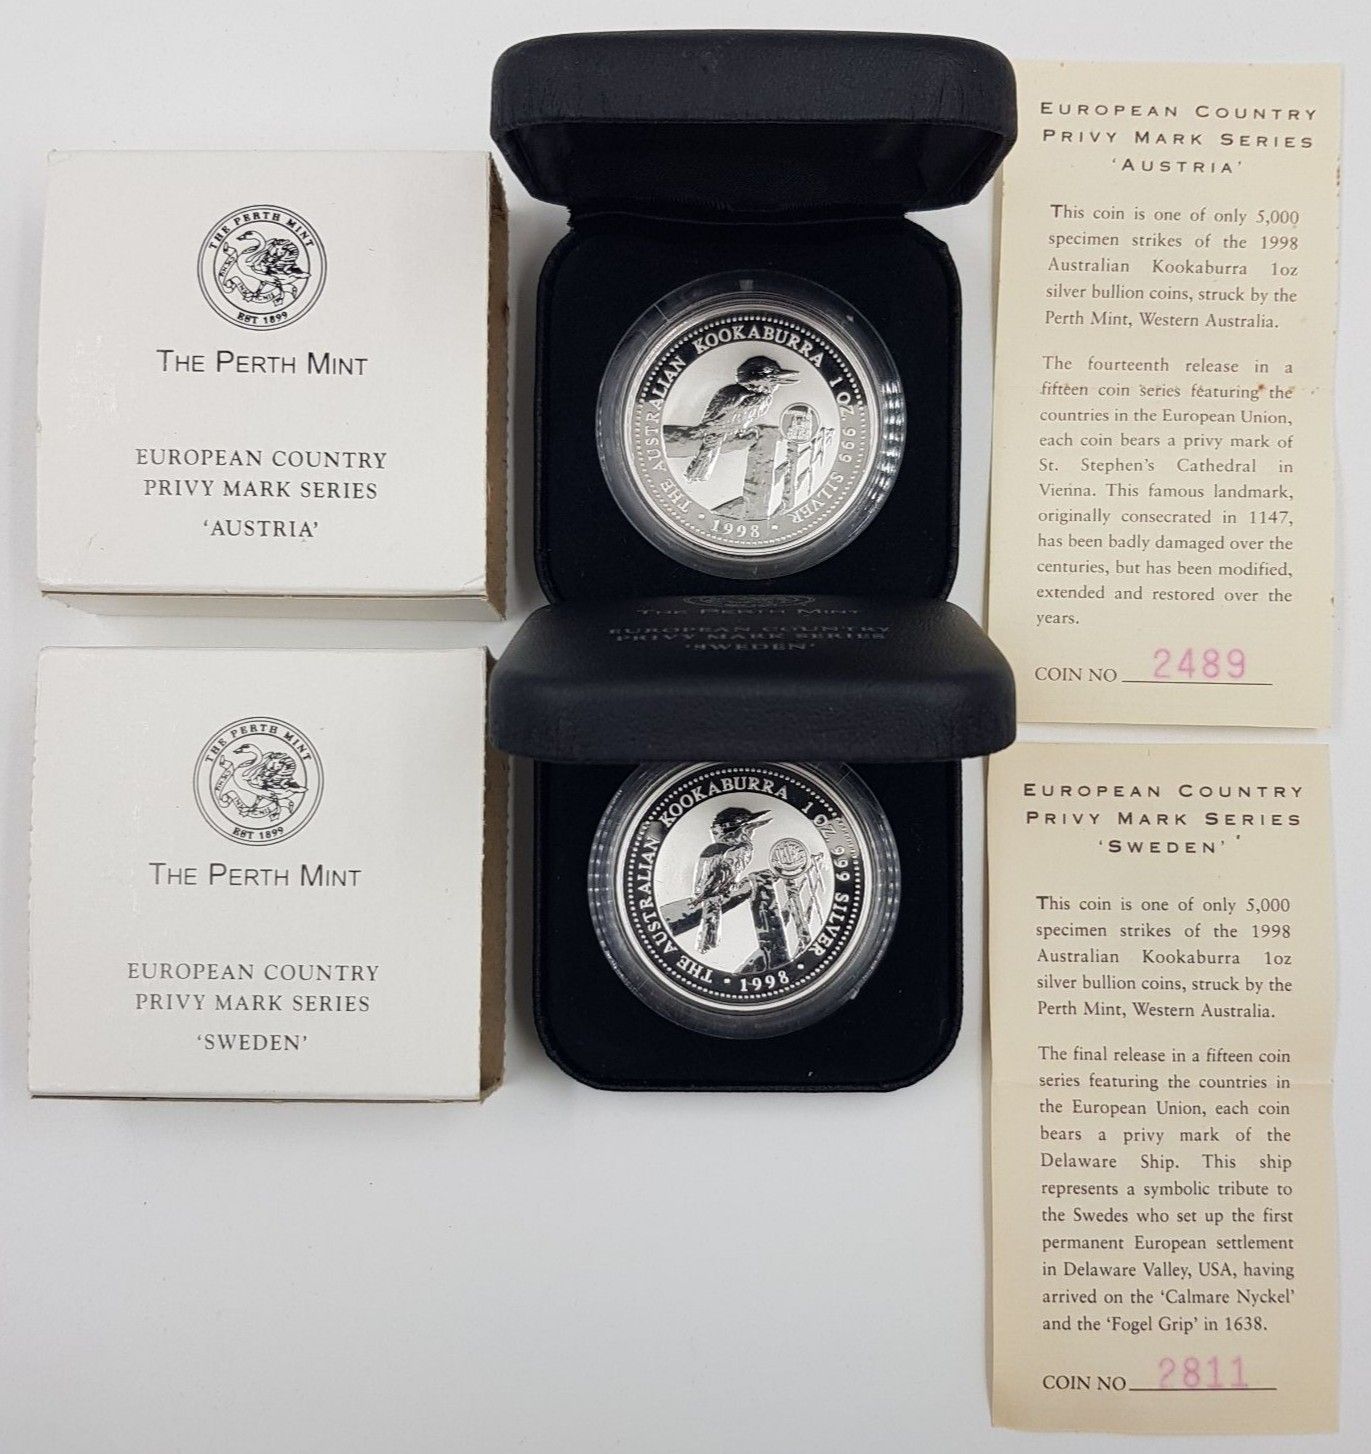 THE PERTH MINT
EST 1899
THE PERTH MINT
EUROPEAN COUNTRY
PRIVY MARK SERIES
‘AUSTRIA’
THE PERTH MINT
EST 1899
THE PERTH MINT
EUROPEAN COUNTRY
PRIVY MARK SERIES
‘SWEDEN’
THE AUSTRALIAN KOOKABURRA 1 OZ 999 SILVER
• 1998 •
THE PERTH MINT
EUROPEAN COUNTRY
PRIVY MARK SERIES
‘SWEDEN’
THE AUSTRALIAN KOOKABURRA 1 OZ 999 SILVER
• 1998 •
EUROPEAN COUNTRY
PRIVY MARK SERIES
‘AUSTRIA’
This coin is one of only 5,000
specimen strikes of the 1998
Australian Kookaburra 1oz
silver bullion coins, struck by the
Perth Mint, Western Australia.
The fourteenth release in a
fifteen coin series featuring the
countries in the European Union,
each coin bears a privy mark of
St. Stephen’s Cathedral in
Vienna. This famous landmark,
originally consecrated in 1147,
has been badly damaged over the
centuries, but has been modified,
extended and restored over the
years.
COIN NO 2489
EUROPEAN COUNTRY
PRIVY MARK SERIES
‘SWEDEN’
This coin is one of only 5,000
specimen strikes of the 1998
Australian Kookaburra 1oz
silver bullion coins, struck by the
Perth Mint, Western Australia.
The final release in a fifteen coin
series featuring the countries in
the European Union, each coin
bears a privy mark of the
Delaware Ship. This ship
represents a symbolic tribute to
the Swedes who set up the first
permanent European settlement
in Delaware Valley, USA, having
arrived on the ‘Calmare Nyckel’
and the ‘Fogel Grip’ in 1638.
COIN NO 2811